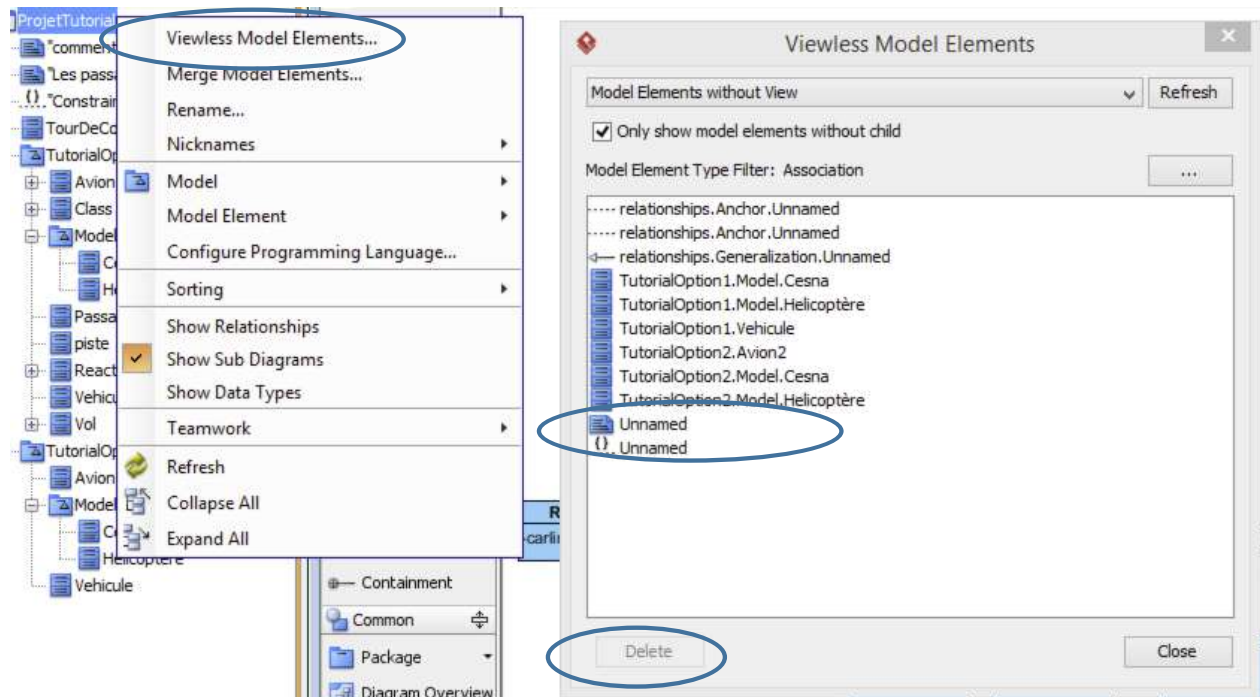 ProjetTutorial
"comment
"Les pass
"Constrain
TourDeCo
TutorialOp
Avion
Class
Model
Passa
piste
React
Vehicu
Vol
TutorialOp
Avion
Model
Helicoptère
Vehicule
Viewless Model Elements...
Merge Model Elements...
Rename...
Nicknames
Model
Model Element
Configure Programming Language...
Sorting
Show Relationships
Show Sub Diagrams
Show Data Types
Teamwork
Refresh
Collapse All
Expand All
R
-carli
Containment
Common
Package
Diagram Overview
Viewless Model Elements
Model Elements without View
Refresh
Only show model elements without child
Model Element Type Filter: Association
...
relationships.Anchor.Unnamed
relationships.Anchor.Unnamed
relationships.Generalization.Unnamed
TutorialOption1.Model.Cesna
TutorialOption1.Model.Helicoptère
TutorialOption1.Vehicule
TutorialOption2.Avion2
TutorialOption2.Model.Cesna
TutorialOption2.Model.Helicoptère
Unnamed
Unnamed
Delete
Close